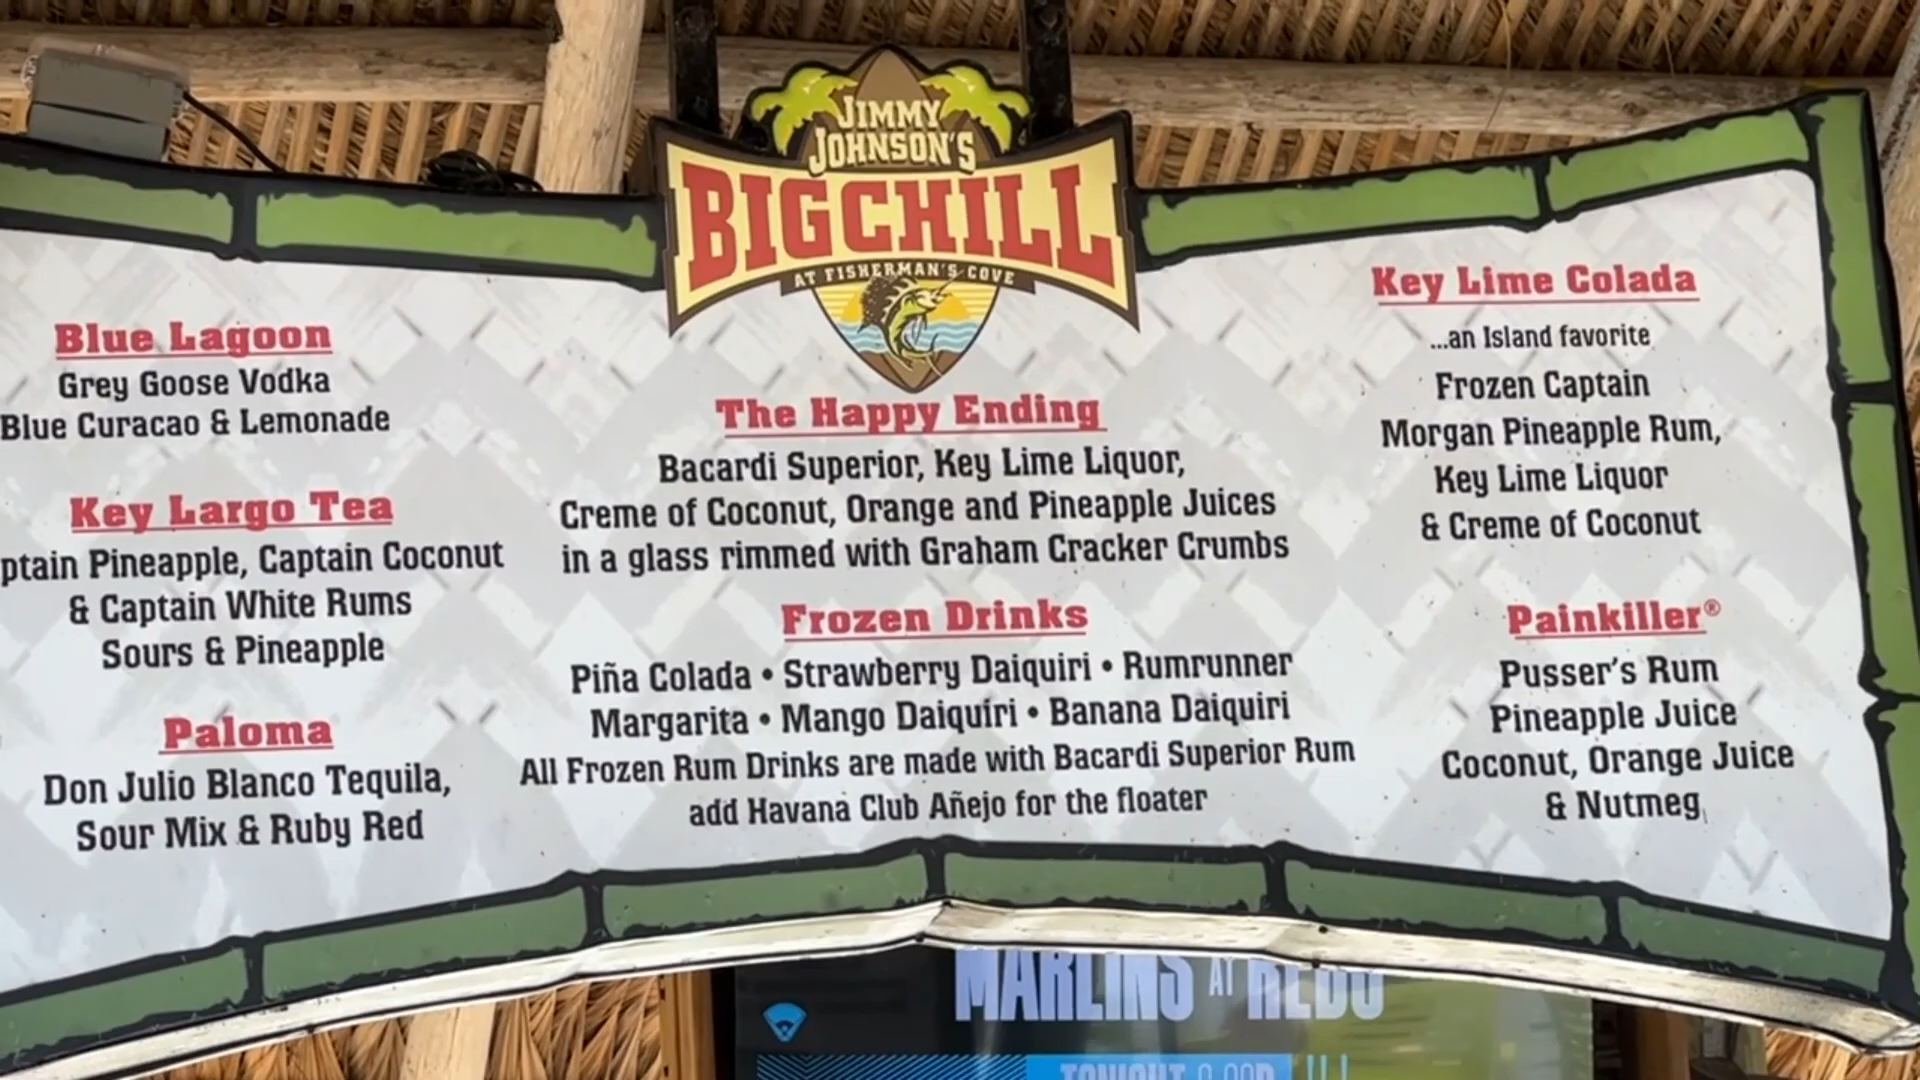 JIMMY
JOHNSON'S
BIGCHILL
AT FISHERMAN'S COVE
Blue Lagoon
Grey Goose Vodka
Blue Curacao & Lemonade
Key Largo Tea
Pineapple, Captain Coconut
& Captain White Rums
Sours & Pineapple
Paloma
Don Julio Blanco Tequila,
Sour Mix & Ruby Red
The Happy Ending
Bacardi Superior, Key Lime Liquor,
Creme of Coconut, Orange and Pineapple Juices
in a glass rimmed with Graham Cracker Crumbs
Frozen Drinks
Piña Colada • Strawberry Daiquiri • Rumrunner
Margarita • Mango Daiquiri • Banana Daiquiri
All Frozen Rum Drinks are made with Bacardi Superior Rum
add Havana Club Añejo for the floater
Key Lime Colada
...an Island favorite
Frozen Captain
Morgan Pineapple Rum,
Key Lime Liquor
& Creme of Coconut
Painkiller®
Pusser's Rum
Pineapple Juice
Coconut, Orange Juice
& Nutmeg
MARLINS AT REDS
TONIGHT